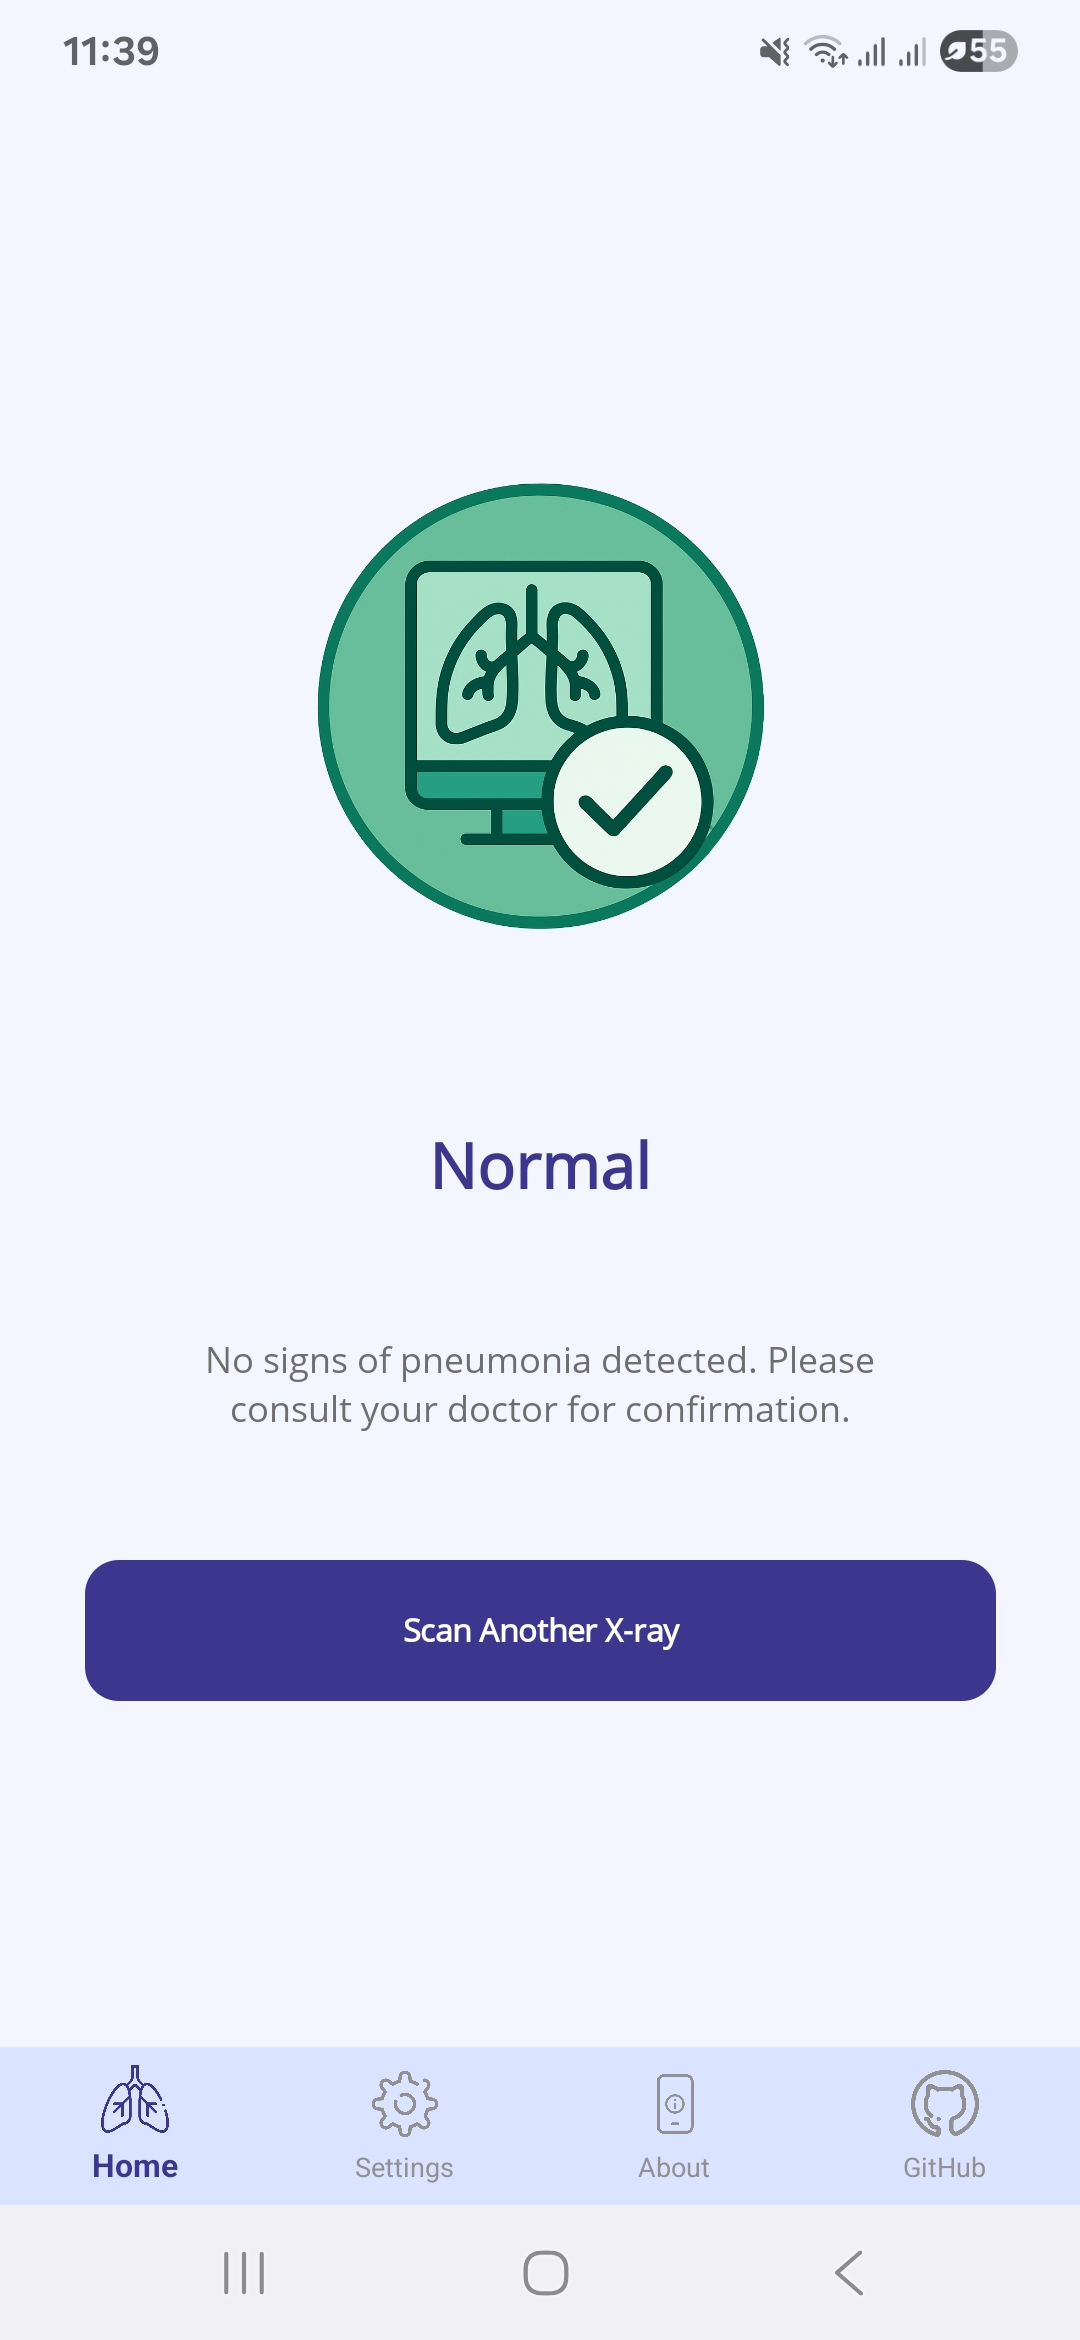 11:39
55
Normal
No signs of pneumonia detected. Please
consult your doctor for confirmation.
Scan Another X-ray
Home
Settings
About
GitHub